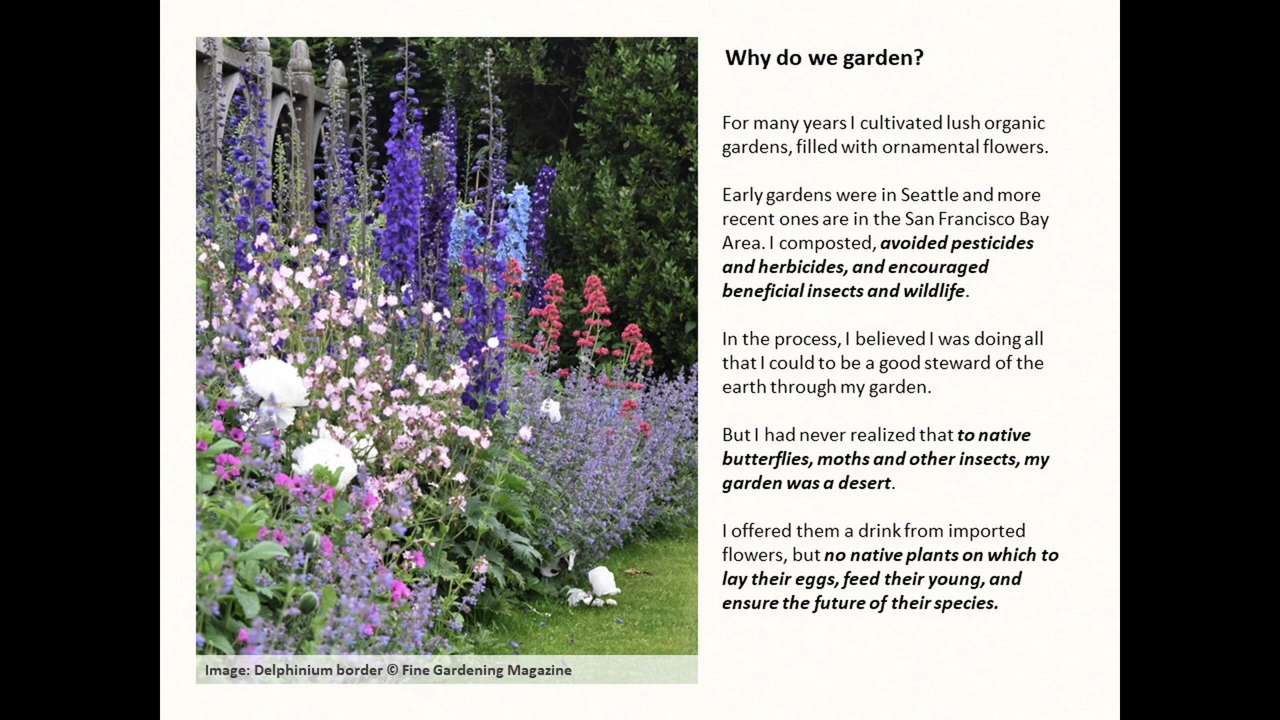 Why do we garden?
For many years I cultivated lush organic
gardens, filled with ornamental flowers.
Early gardens were in Seattle and more
recent ones are in the San Francisco Bay
Area. I composted, avoided pesticides
and herbicides, and encouraged
beneficial insects and wildlife.
In the process, I believed I was doing all
that I could to be a good steward of the
earth through my garden.
But I had never realized that to native
butterflies, moths and other insects, my
garden was a desert.
I offered them a drink from imported
flowers, but no native plants on which to
lay their eggs, feed their young, and
ensure the future of their species.
Image: Delphinium border © Fine Gardening Magazine